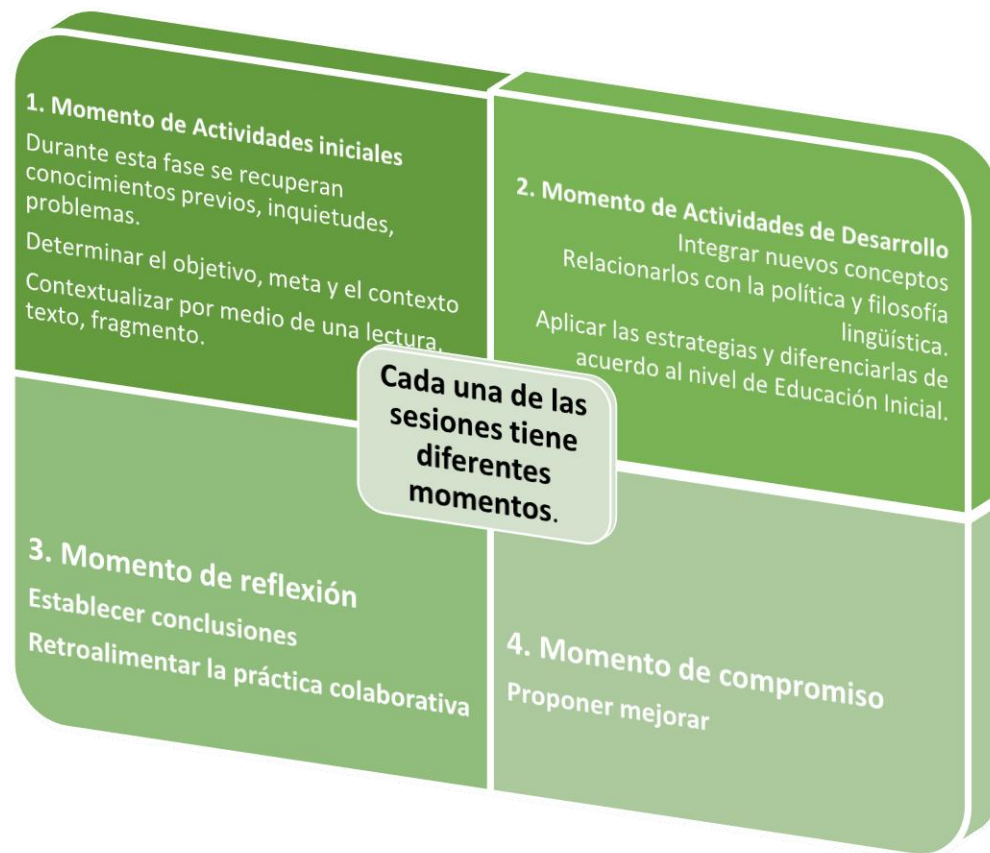 1. Momento de Actividades iniciales
Durante esta fase se recuperan
conocimientos previos, inquietudes,
problemas.
Determinar el objetivo, meta y el contexto
Contextualizar por medio de una lectura,
texto, fragmento.
2. Momento de Actividades de Desarrollo
Integrar nuevos conceptos
Relacionarlos con la política y filosofía
lingüística.
Aplicar las estrategias y diferenciarlas de
acuerdo al nivel de Educación Inicial.
Cada una de las
sesiones tiene
diferentes
momentos.
3. Momento de reflexión
Establecer conclusiones
Retroalimentar la práctica colaborativa
4. Momento de compromiso
Proponer mejorar